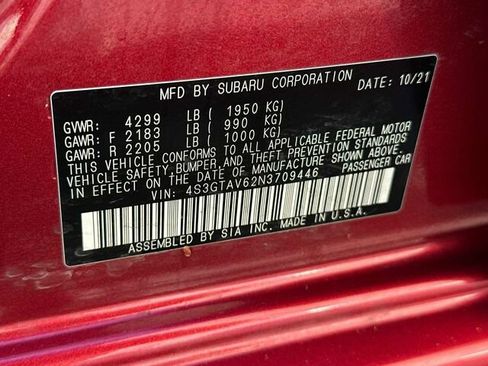 MFD BY SUBARU CORPORATION DATE: 10/21
GVWR: 4299 LB ( 1950 KG)
GAWR: F 2183 LB ( 990 KG)
GAWR: R 2205 LB ( 1000 KG)
THIS VEHICLE CONFORMS TO ALL APPLICABLE FEDERAL MOTOR
VEHICLE SAFETY, BUMPER, AND THEFT PREVENTION STANDARDS
IN EFFECT ON THE DATE OF MANUFACTURE SHOWN ABOVE.
VIN: 4S3GTAV62N3709446 PASSENGER CAR
ASSEMBLED BY SIA INC. MADE IN U.S.A.